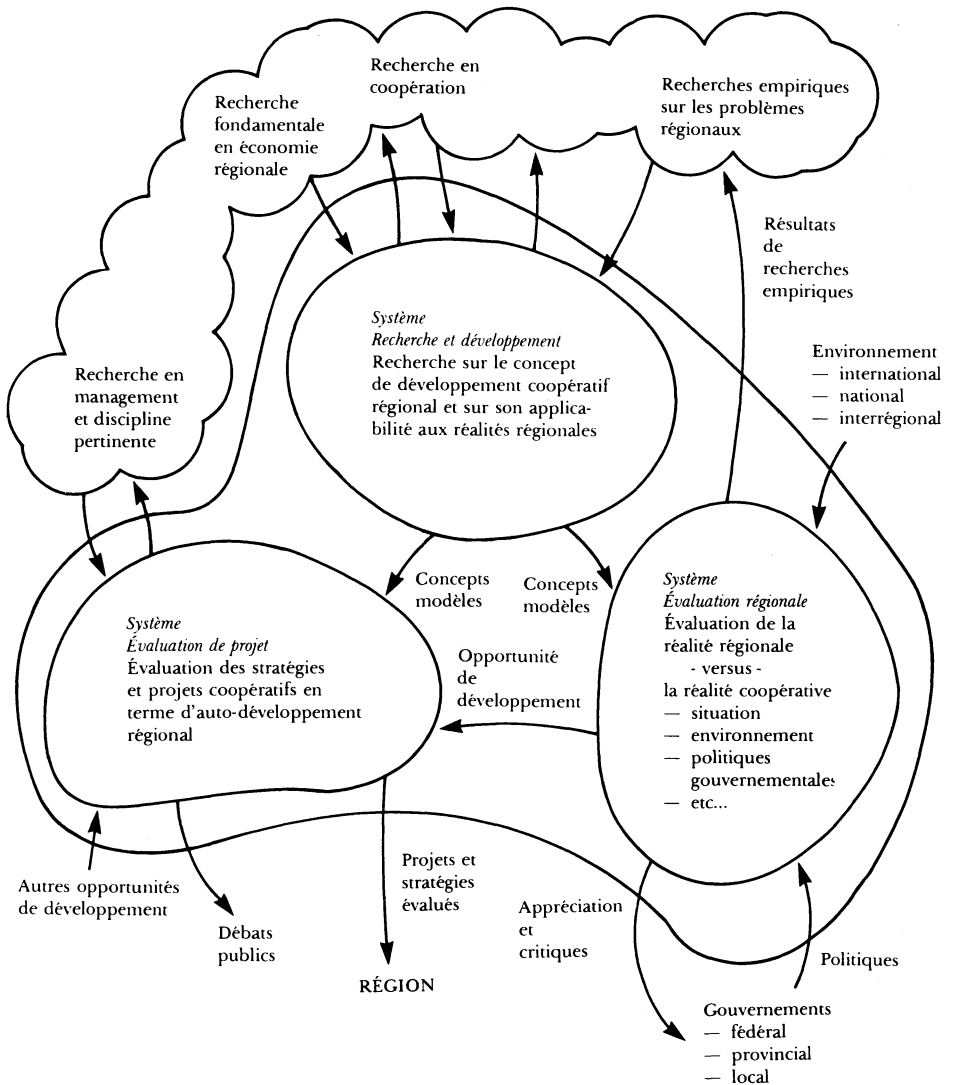 Recherche en
coopération
Recherche
fondamentale
en économie
régionale
Recherches empiriques
sur les problèmes
régionaux
Résultats
de
recherches
empiriques
Système
Recherche et développement
Recherche sur le concept
de développement coopératif
régional et sur son applica-
bilité aux réalités régionales
Environnement
— international
— national
— interrégional
Recherche en
management
et discipline
pertinente
Concepts
modèles
Concepts
modèles
Système
Évaluation régionale
Évaluation de la
réalité régionale
- versus -
la réalité coopérative
— situation
— environnement
— politiques
gouvernementales
— etc...
Système
Évaluation de projet
Évaluation des stratégies
et projets coopératifs en
terme d'auto-développement
régional
Opportunité
de
développement
Autres opportunités
de développement
Débats
publics
Projets et
stratégies
évalués
RÉGION
Appréciation
et
critiques
Politiques
Gouvernements
— fédéral
— provincial
— local